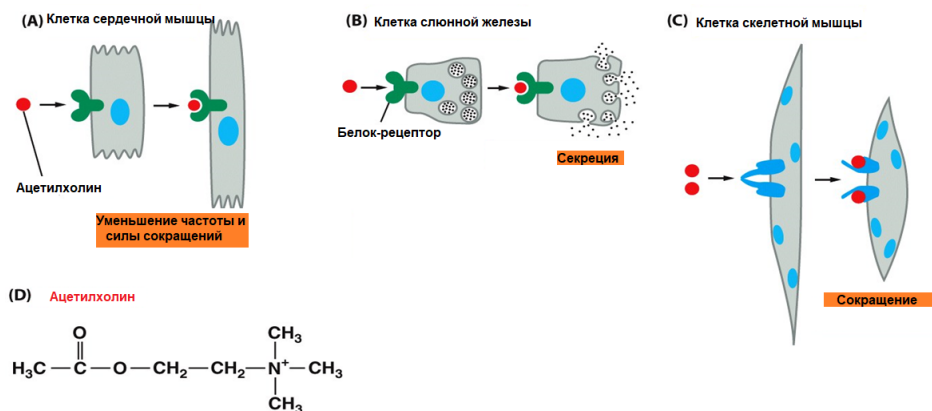 (A) Клетка сердечной мышцы
Ацетилхолин
Уменьшение частоты и
силы сокращений
(B) Клетка слюнной железы
Белок-рецептор
Секреция
(C) Клетка скелетной мышцы
Сокращение
(D) Ацетилхолин
O
H₃C—C—O—CH₂—CH₂—N⁺—CH₃
CH₃
CH₃